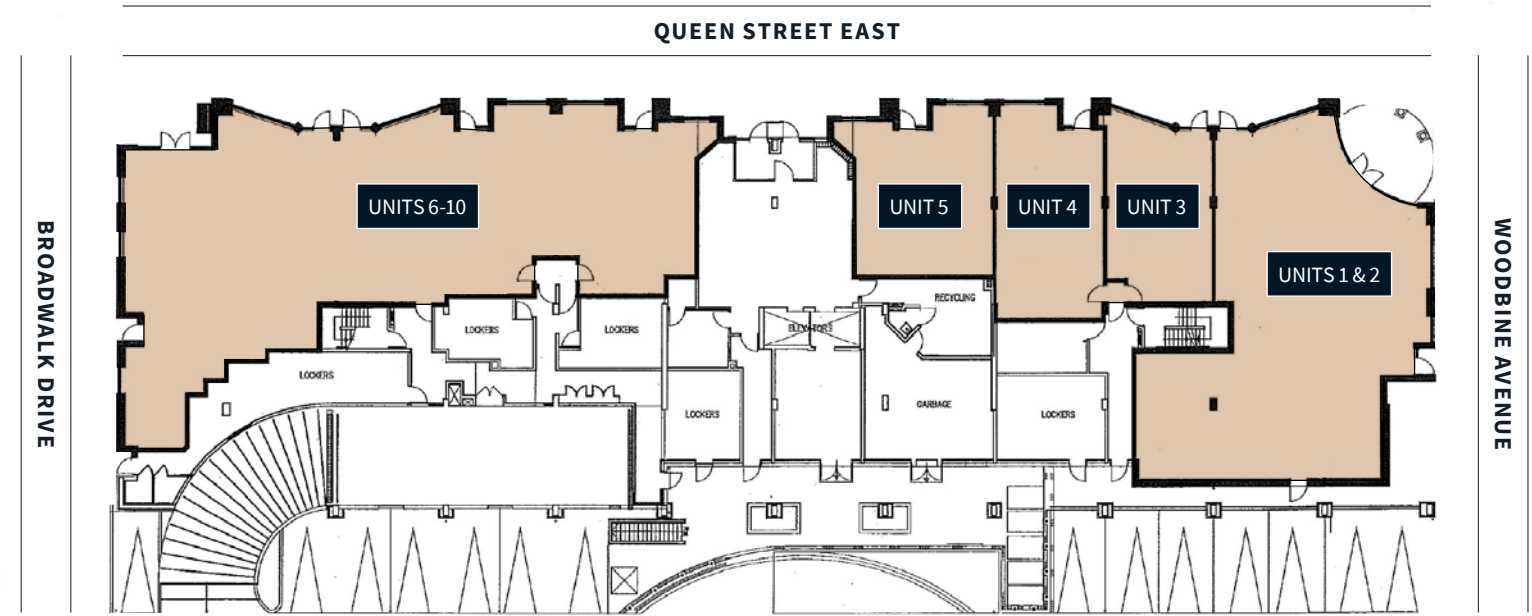 QUEEN STREET EAST
BROADWALK DRIVE
WOODBINE AVENUE
UNITS 6-10
UNIT 5
UNIT 4
UNIT 3
UNITS 1 & 2
RECYCLING
LOCKERS
LOCKERS
ELEVATORS
LOCKERS
GARBAGE
LOCKERS
LOCKERS